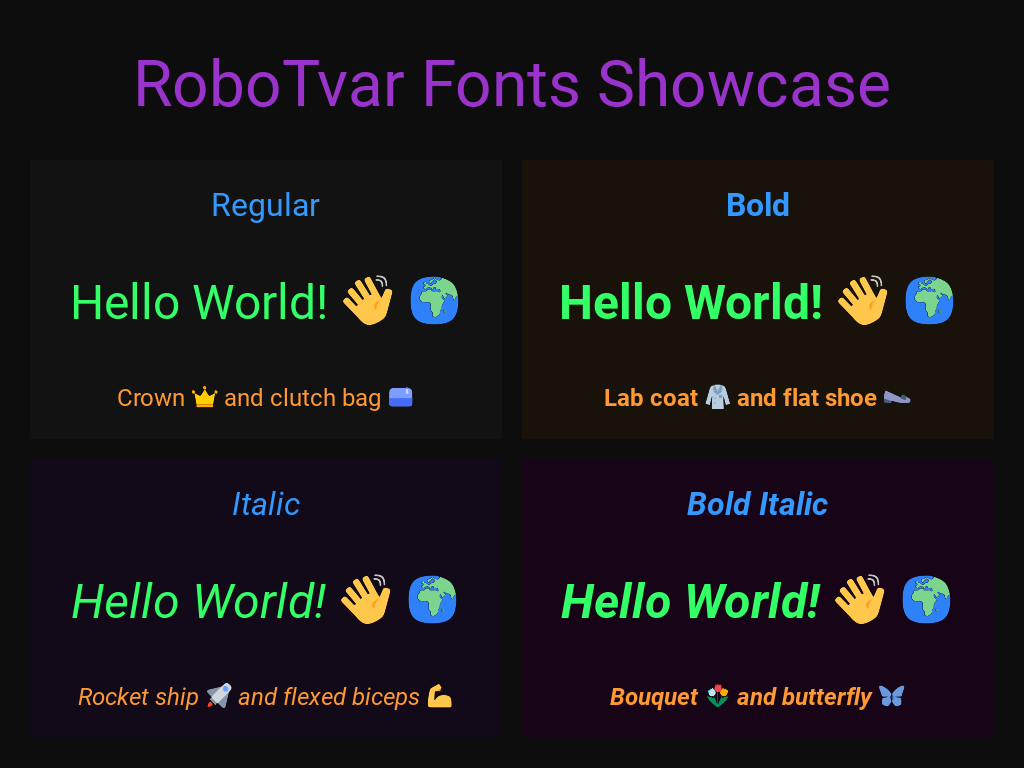 RoboTvar Fonts Showcase
Regular
Hello World! 👋 🌍
Crown 👑 and clutch bag 👝
Bold
Hello World! 👋 🌍
Lab coat 🥼 and flat shoe 🥿
Italic
Hello World! 👋 🌍
Rocket ship 🚀 and flexed biceps 💪
Bold Italic
Hello World! 👋 🌍
Bouquet 💐 and butterfly 🦋